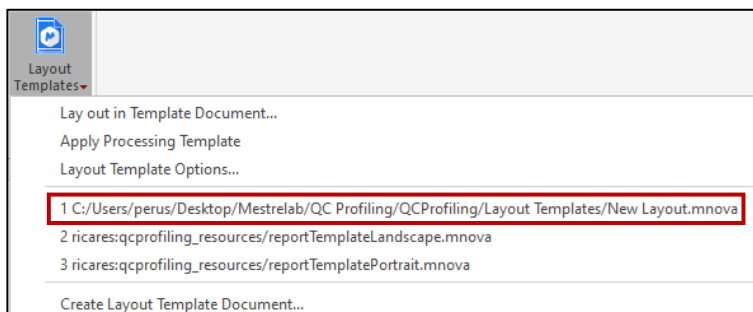 Layout
Templates
Lay out in Template Document...
Apply Processing Template
Layout Template Options...
1 C:/Users/perus/Desktop/Mestrelab/QC Profiling/QCProfiling/Layout Templates/New Layout.mnova
2 ricares:qcprofiling_resources/reportTemplateLandscape.mnova
3 ricares:qcprofiling_resources/reportTemplatePortrait.mnova
Create Layout Template Document...